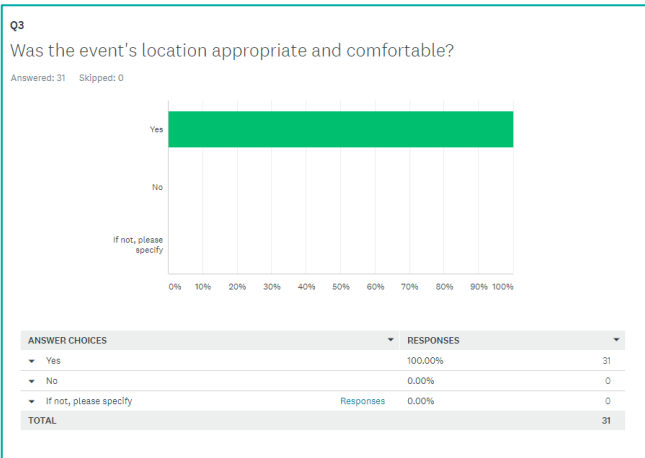 Q3
Was the event's location appropriate and comfortable?
Answered: 31 Skipped: 0
Yes
No
If not, please
specify
0% 10% 20% 30% 40% 50% 60% 70% 80% 90% 100%
ANSWER CHOICES RESPONSES
Yes 100.00% 31
No 0.00% 0
If not, please specify Responses 0.00% 0
TOTAL 31